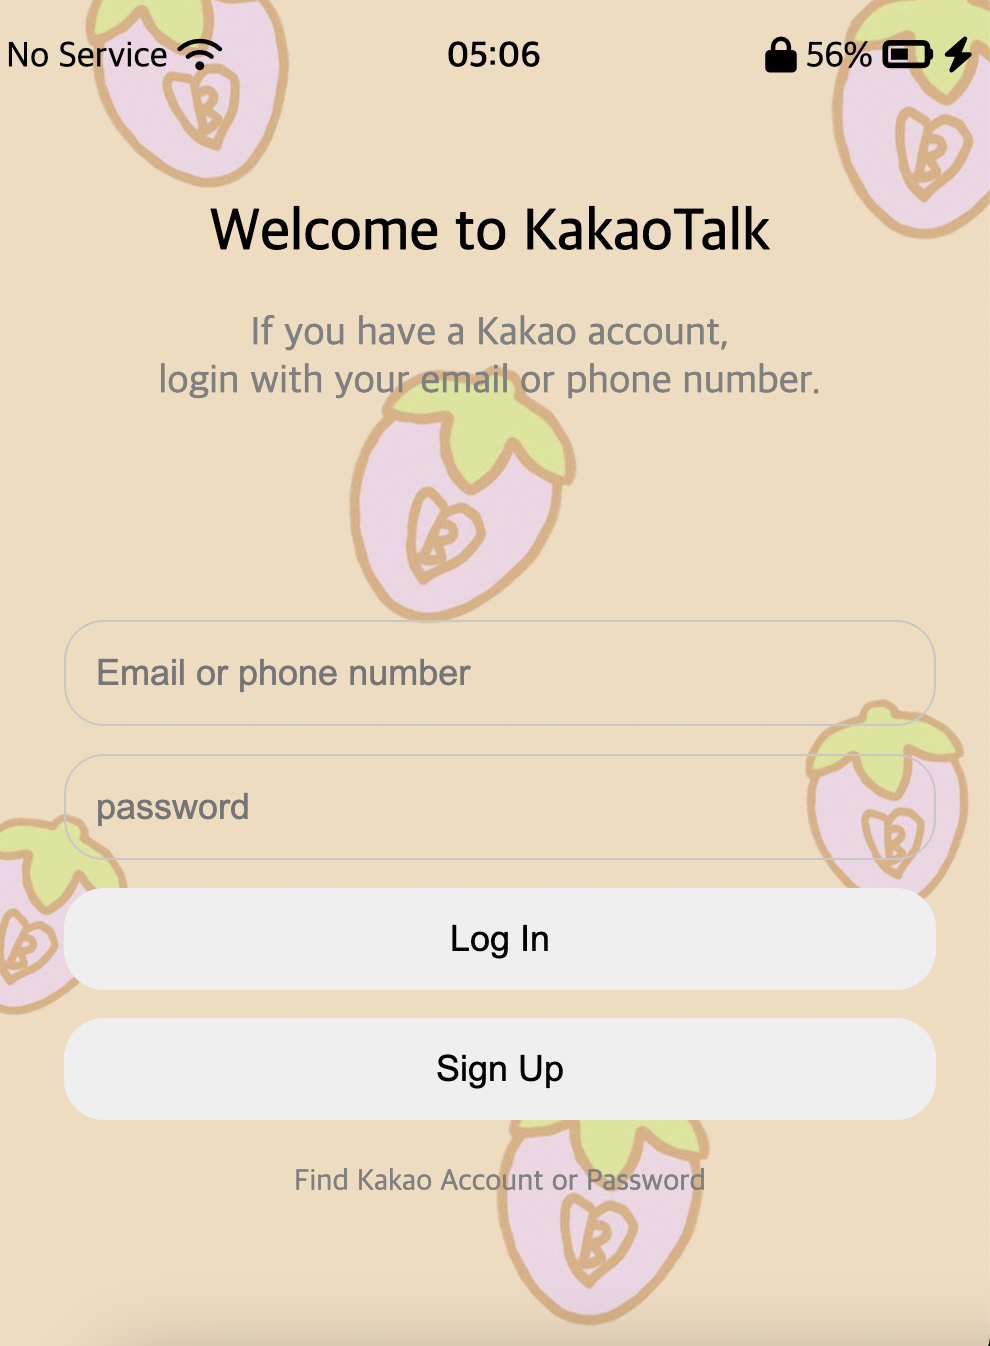 No Service 05:06 56%
B
B
Welcome to KakaoTalk
If you have a Kakao account,
login with your email or phone number.
B
Email or phone number
password
B
B
Log In
Sign Up
Find Kakao Account or Password
B